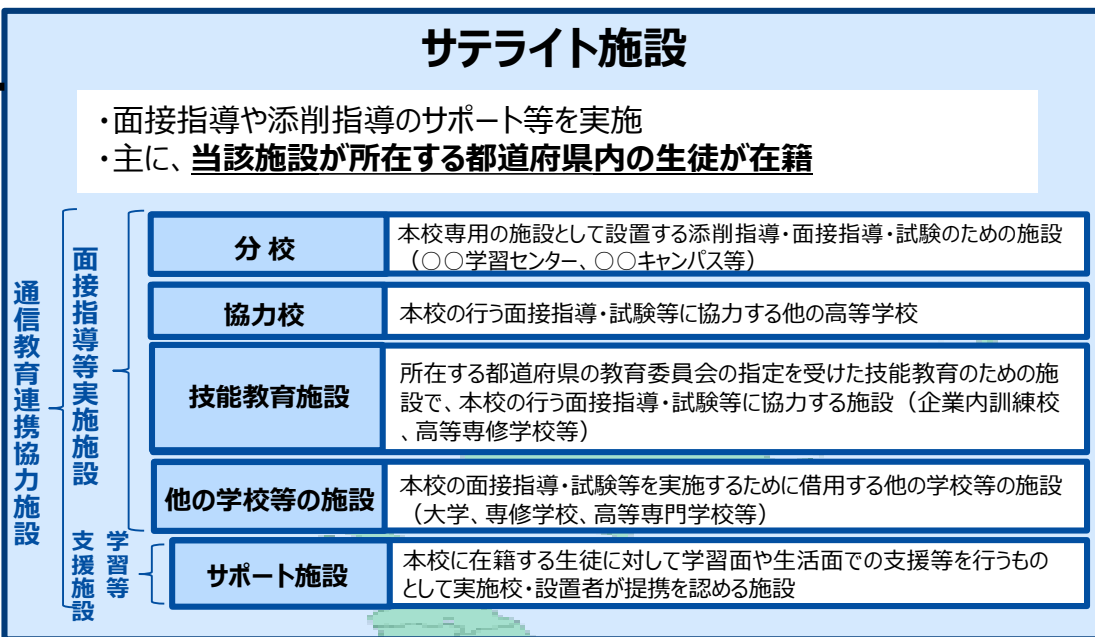 サテライト施設
・面接指導や添削指導のサポート等を実施
・主に、当該施設が所在する都道府県内の生徒が在籍
通信教育連携協力施設
面接指導等実施施設
分 校
本校専用の施設として設置する添削指導・面接指導・試験のための施設
（○○学習センター、○○キャンパス等）
協力校
本校の行う面接指導・試験等に協力する他の高等学校
技能教育施設
所在する都道府県の教育委員会の指定を受けた技能教育のための施
設で、本校の行う面接指導・試験等に協力する施設（企業内訓練校
、高等専修学校等）
他の学校等の施設
本校の面接指導・試験等を実施するために借用する他の学校等の施設
（大学、専修学校、高等専門学校等）
学習等
支援施設
サポート施設
本校に在籍する生徒に対して学習面や生活面での支援等を行うもの
として実施校・設置者が提携を認める施設